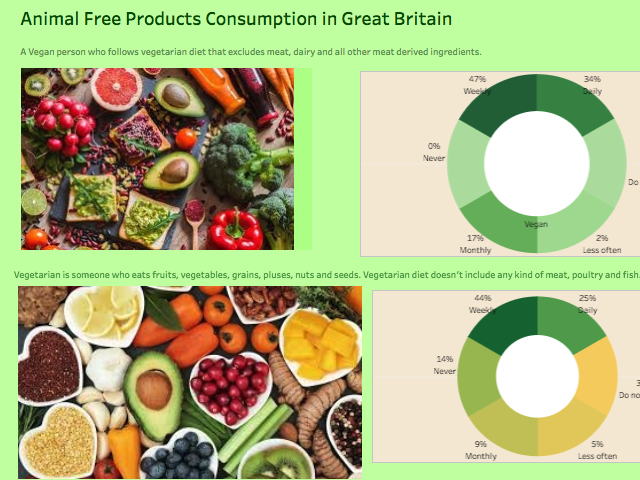 Animal Free Products Consumption in Great Britain
A Vegan person who follows vegetarian diet that excludes meat, dairy and all other meat derived ingredients.
47%
Weekly
34%
Daily
0%
Never
Do
Vegan
17%
Monthly
2%
Less often
Vegetarian is someone who eats fruits, vegetables, grains, pluses, nuts and seeds. Vegetarian diet doesn't include any kind of meat, poultry and fish.
44%
Weekly
25%
Daily
14%
Never
3
Do no
9%
Monthly
5%
Less often